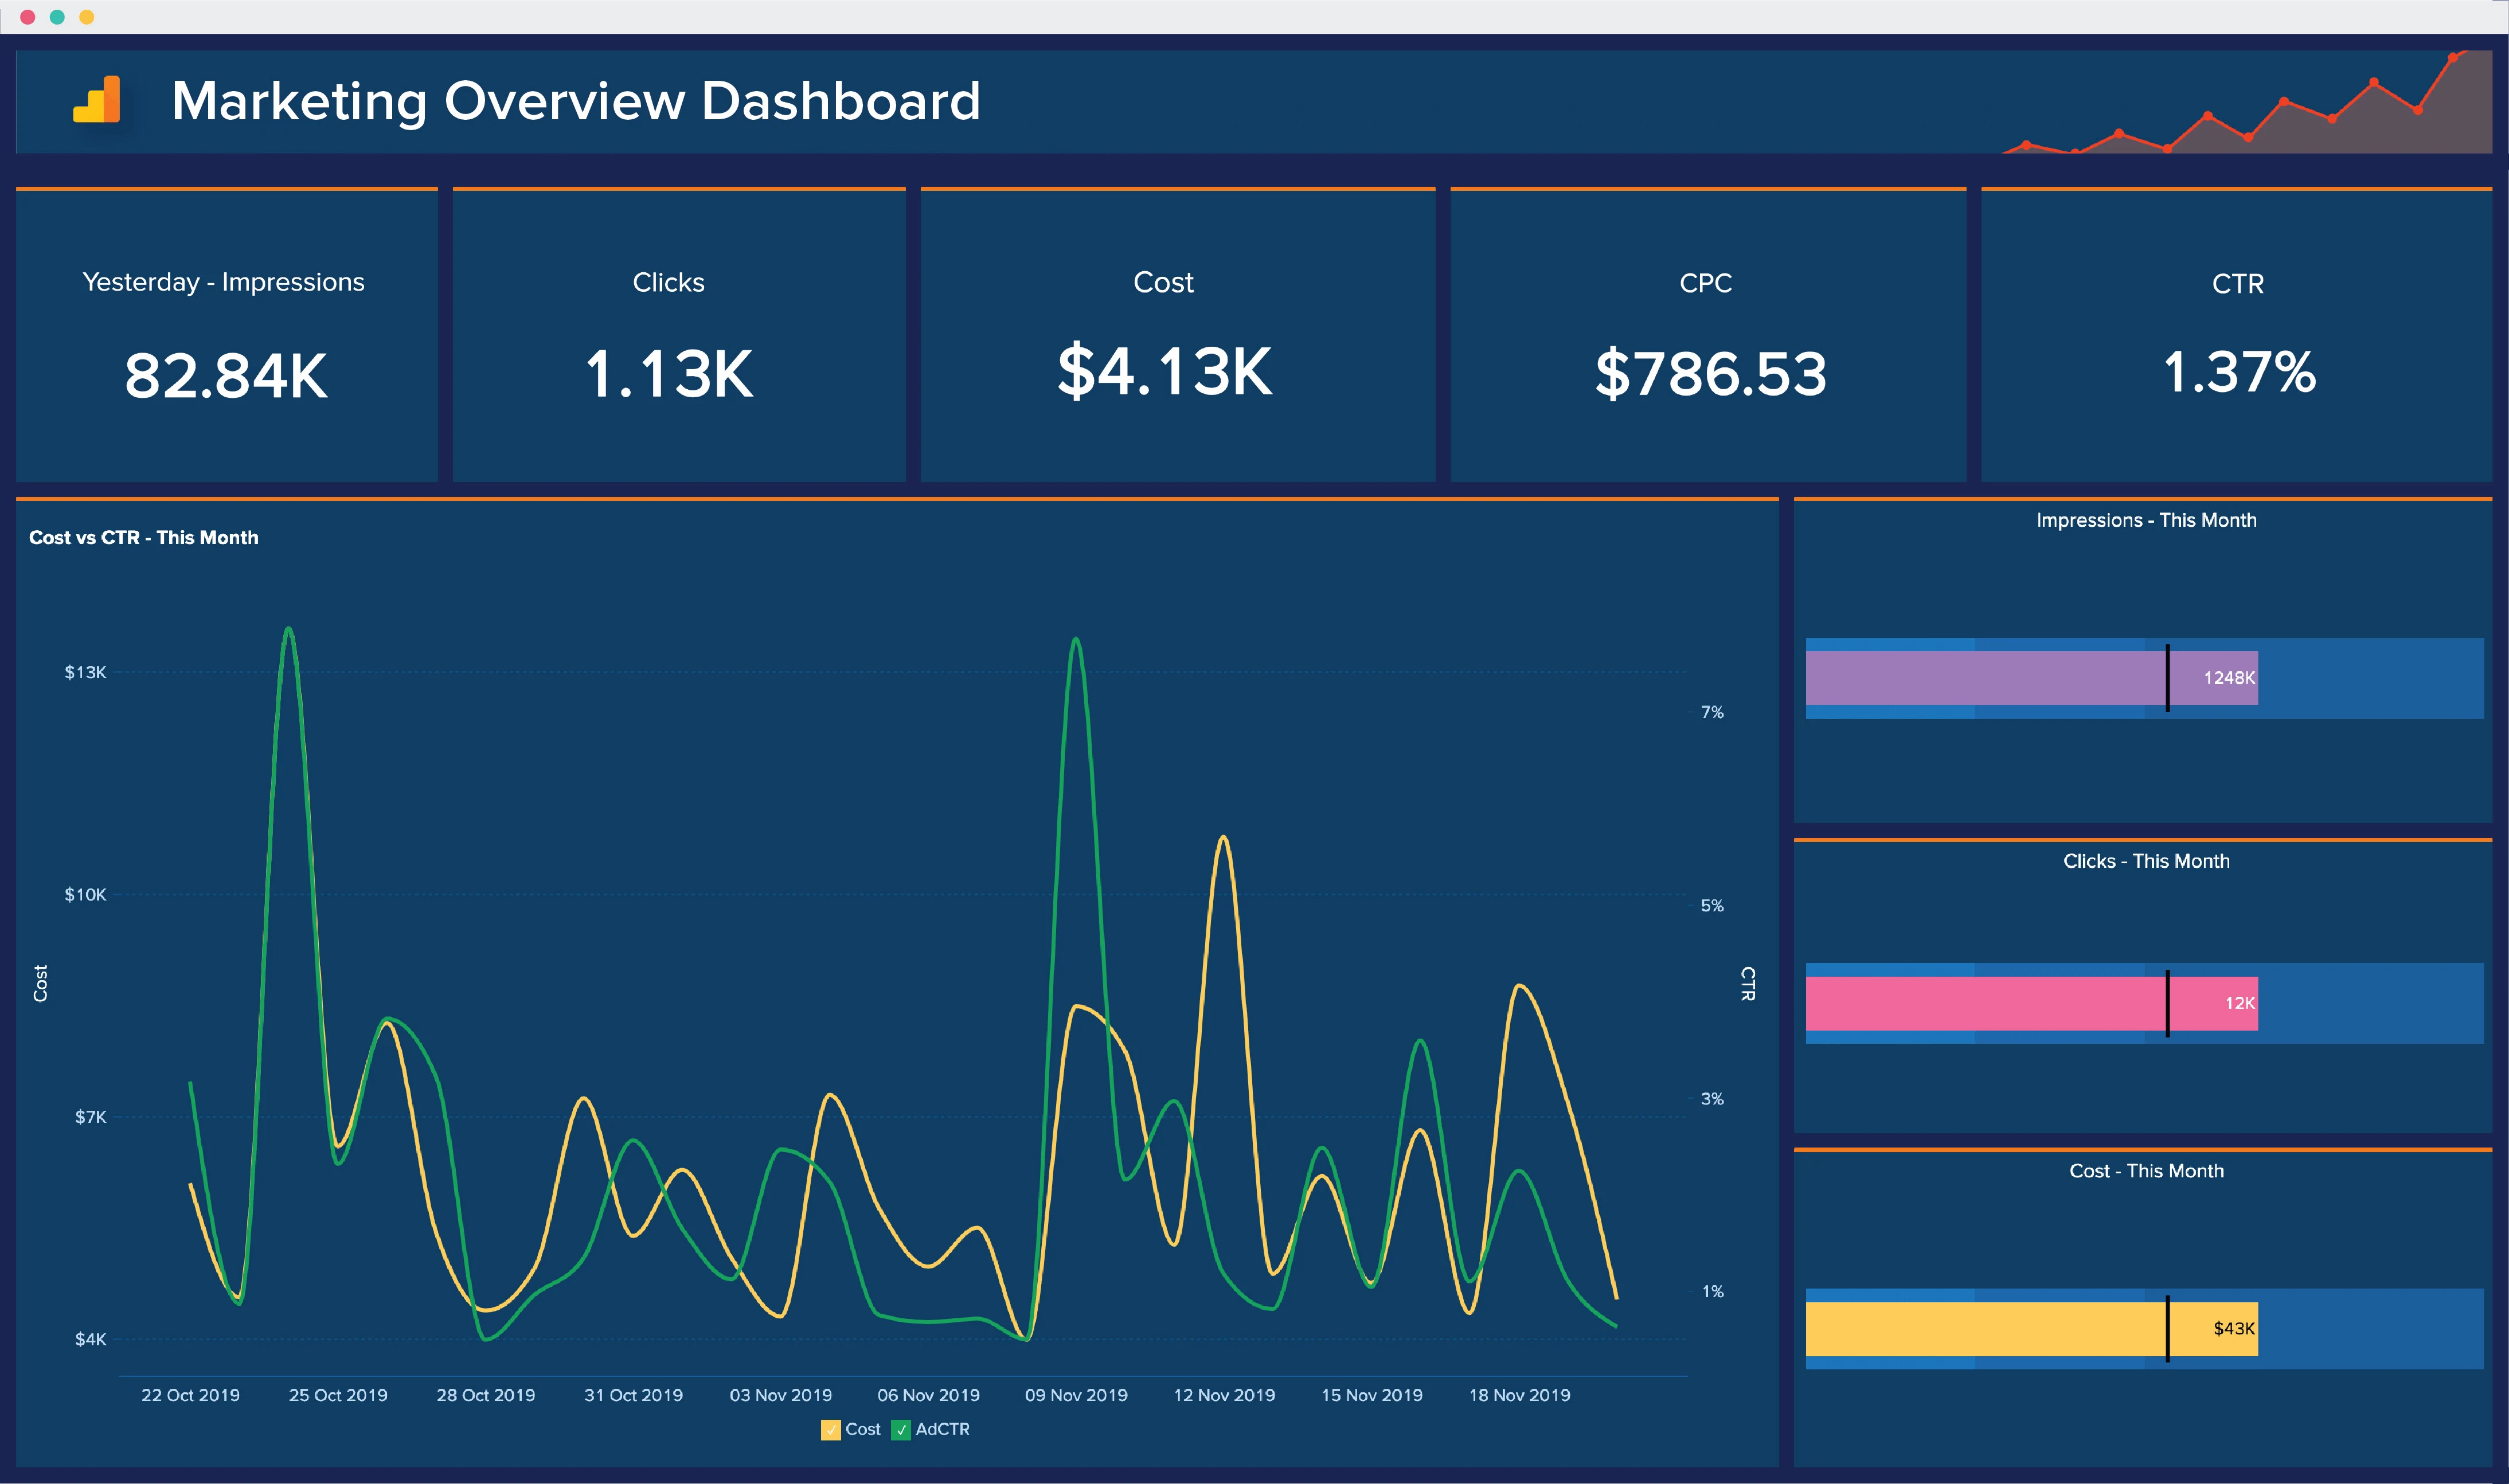 Marketing Overview Dashboard
Yesterday - Impressions
82.84K
Clicks
1.13K
Cost
$4.13K
CPC
$786.53
CTR
1.37%
Cost vs CTR - This Month
$13K
$10K
$7K
$4K
Cost
7%
5%
3%
1%
CTR
22 Oct 2019
25 Oct 2019
28 Oct 2019
31 Oct 2019
03 Nov 2019
06 Nov 2019
09 Nov 2019
12 Nov 2019
15 Nov 2019
18 Nov 2019
Cost
AdCTR
Impressions - This Month
1248K
Clicks - This Month
12K
Cost - This Month
$43K